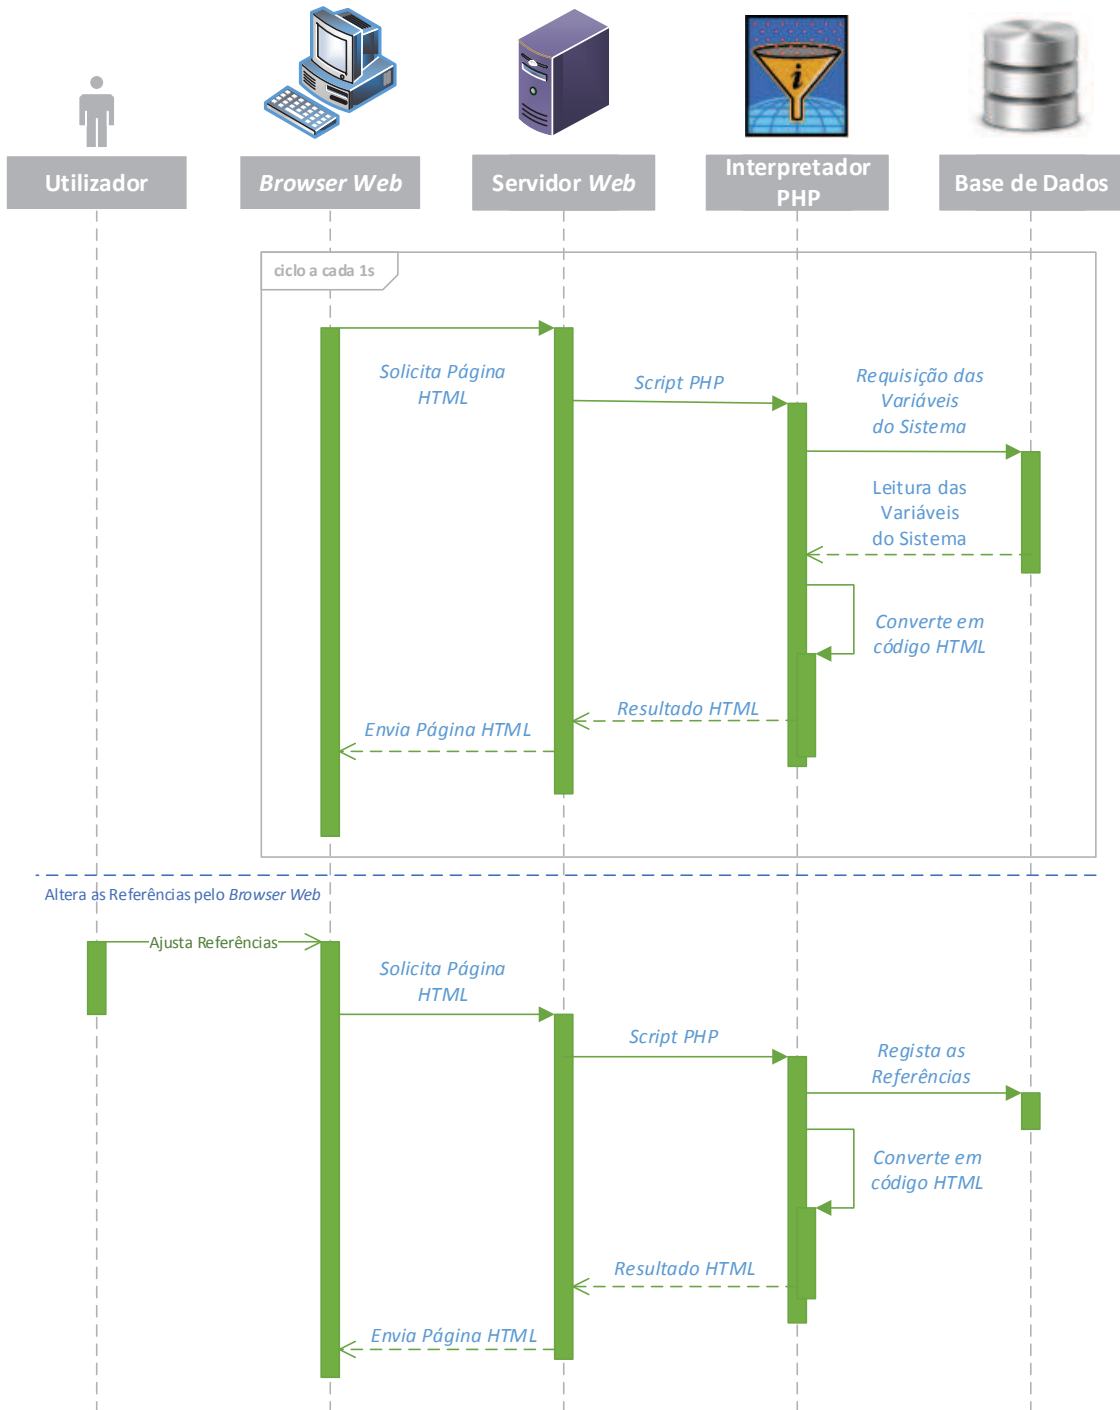 Utilizador
Browser Web
Servidor Web
Interpretador
PHP
Base de Dados
ciclo a cada 1s
Solicita Página
HTML
Script PHP
Requisição das
Variáveis
do Sistema
Leitura das
Variáveis
do Sistema
Converte em
código HTML
Resultado HTML
Envia Página HTML
Altera as Referências pelo Browser Web
Ajusta Referências
Solicita Página
HTML
Script PHP
Regista as
Referências
Converte em
código HTML
Resultado HTML
Envia Página HTML